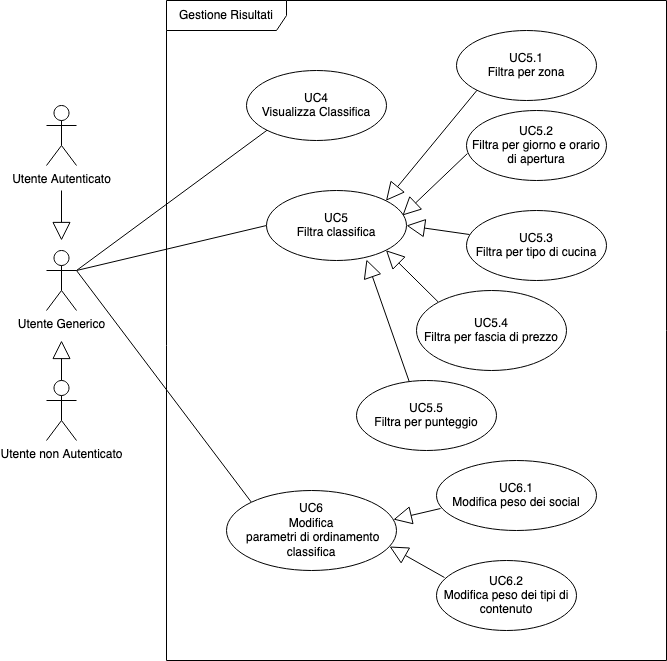 Gestione Risultati
UC5.1
Filtra per zona
UC4
Visualizza Classifica
UC5.2
Filtra per giorno e orario
di apertura
Utente Autenticato
UC5
Filtra classifica
UC5.3
Filtra per tipo di cucina
Utente Generico
UC5.4
Filtra per fascia di prezzo
UC5.5
Filtra per punteggio
Utente non Autenticato
UC6.1
Modifica peso dei social
UC6
Modifica
parametri di ordinamento
classifica
UC6.2
Modifica peso dei tipi di
contenuto